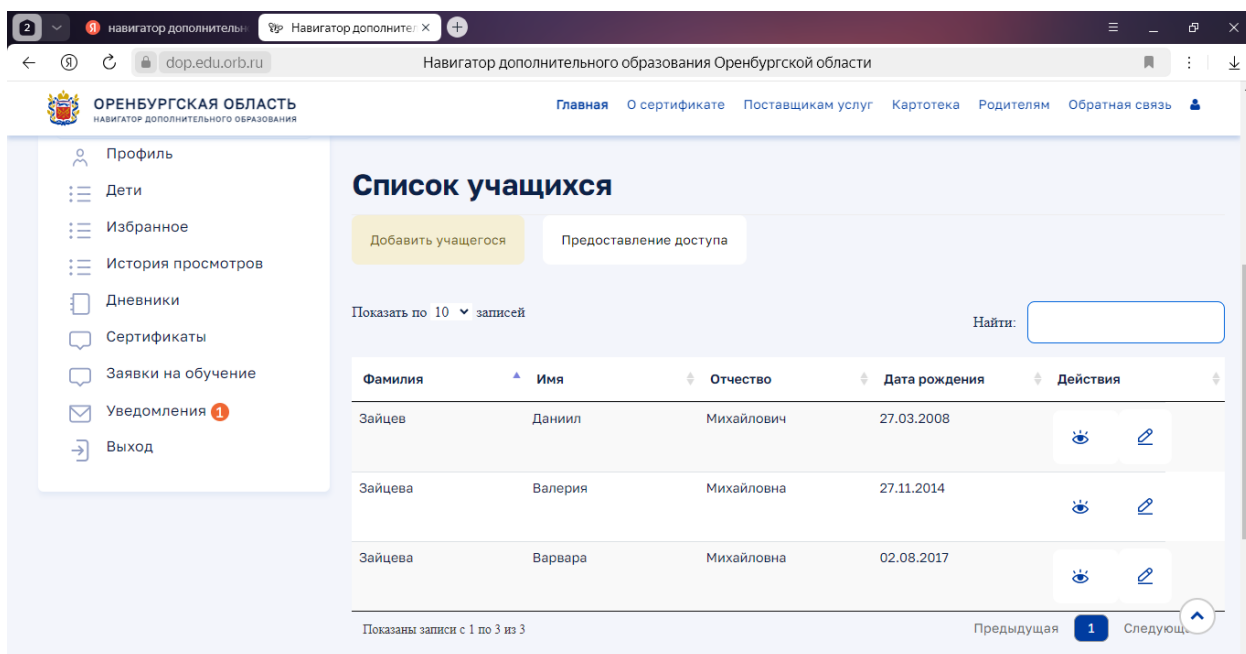 2
навигатор дополнительн
Навигатор дополнител
dop.edu.orb.ru
Навигатор дополнительного образования Оренбургской области
ОРЕНБУРГСКАЯ ОБЛАСТЬ
НАВИГАТОР ДОПОЛНИТЕЛЬНОГО ОБРАЗОВАНИЯ
Главная О сертификате Поставщикам услуг Картотека Родителям Обратная связь
Профиль
Дети
Избранное
История просмотров
Дневники
Сертификаты
Заявки на обучение
Уведомления 1
Выход
Список учащихся
Добавить учащегося Предоставление доступа
Показать по 10 записей
Найти:
Фамилия Имя Отчество Дата рождения Действия
Зайцев Даниил Михайлович 27.03.2008
Зайцева Валерия Михайловна 27.11.2014
Зайцева Варвара Михайловна 02.08.2017
Показаны записи с 1 по 3 из 3
Предыдущая 1 Следующ